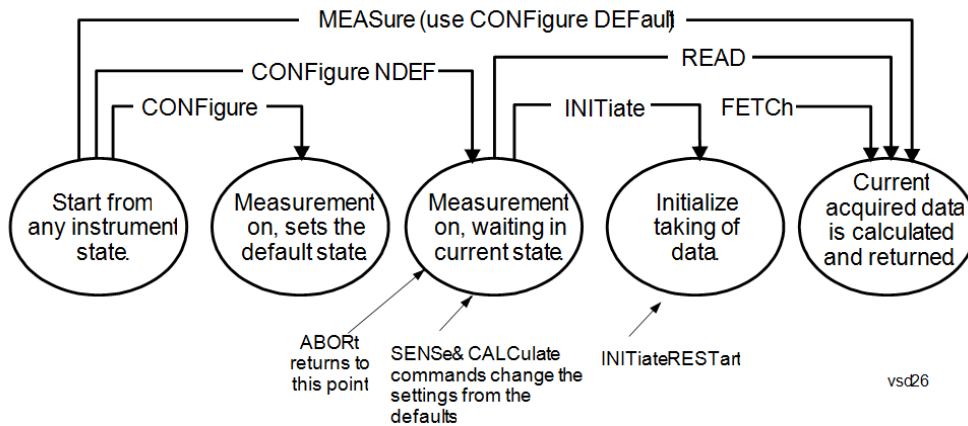 MEASure (use CONFigure DEFault)
READ
CONFigure NDEF
CONFigure
INITiate
FETCh
Start from
any instrument
state.
Measurement
on, sets the
default state.
Measurement
on, waiting in
current state.
Initialize
taking of
data.
Current
acquired data
is calculated
and returned.
ABORt
returns to
this point
SENSe& CALCulate
commands change the
settings from the
defaults
INITiateRESTart
vsd26